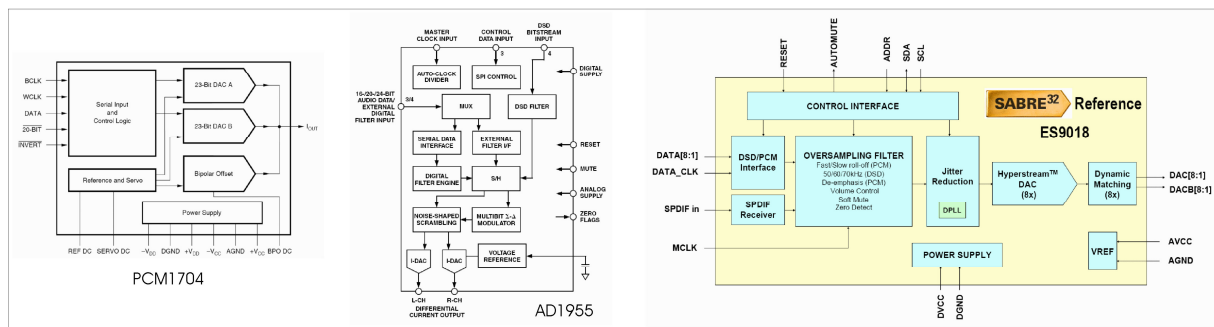 BCLK
WCLK
DATA
20-BIT
INVERT
Serial Input
and
Control Logic
23-Bit DAC A
23-Bit DAC B
IOUT
Reference and Servo
Bipolar Offset
Power Supply
REF DC
SERVO DC
–VDD
DGND
+VDD
–VCC
AGND
+VCC
BPO DC
PCM1704
MASTER
CLOCK INPUT
CONTROL
DATA INPUT
DSD
BITSTREAM
INPUT
3
4
AUTO-CLOCK
DIVIDER
SPI CONTROL
DIGITAL
SUPPLY
16-/20-/24-BIT
AUDIO DATA/
EXTERNAL
DIGITAL
FILTER INPUT
3/4
MUX
DSD FILTER
SERIAL DATA
INTERFACE
EXTERNAL
FILTER I/F
RESET
DIGITAL
FILTER ENGINE
S/H
MUTE
ANALOG
SUPPLY
NOISE-SHAPED
SCRAMBLING
MULTIBIT Σ-Δ
MODULATOR
ZERO
FLAGS
I-DAC
I-DAC
VOLTAGE
REFERENCE
L-CH
R-CH
DIFFERENTIAL
CURRENT OUTPUT
AD1955
RESET
AUTOMUTE
ADDR
SDA
SCL
CONTROL INTERFACE
SABRE32 Reference
ES9018
DATA[8:1]
DATA_CLK
DSD/PCM
Interface
OVERSAMPLING FILTER
Fast/Slow roll-off (PCM)
50/60/70kHz (DSD)
De-emphasis (PCM)
Volume Control
Soft Mute
Zero Detect
Jitter
Reduction
DPLL
Hyperstream™
DAC
(8x)
Dynamic
Matching
(8x)
DAC[8:1]
DACB[8:1]
SPDIF in
SPDIF
Receiver
MCLK
POWER SUPPLY
DVCC
DGND
VREF
AVCC
AGND